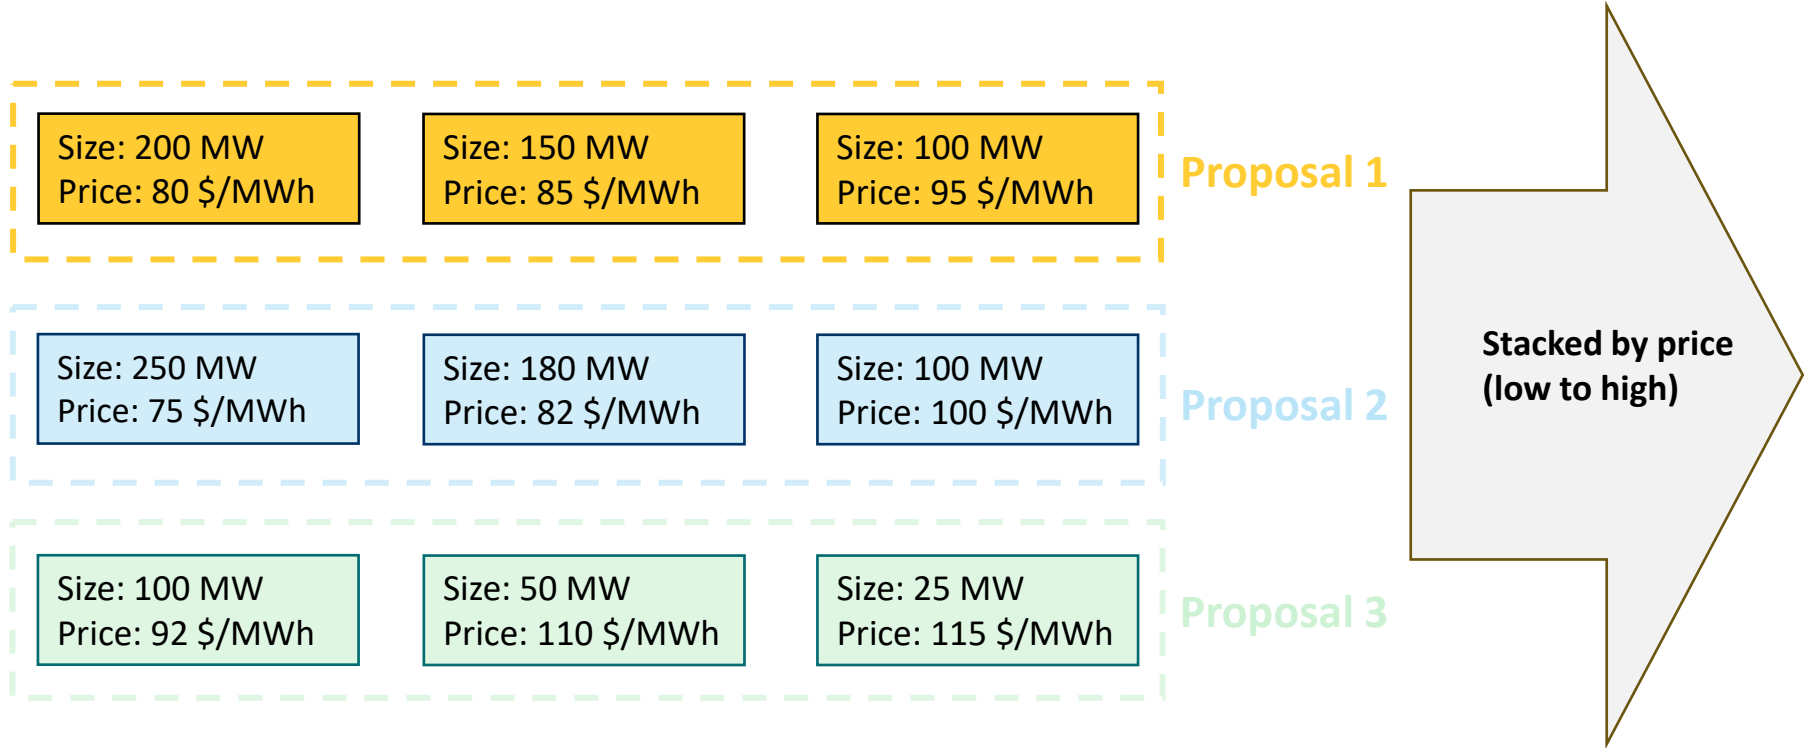 Size: 200 MW
Price: 80 $/MWh
Size: 150 MW
Price: 85 $/MWh
Size: 100 MW
Price: 95 $/MWh
Proposal 1
Size: 250 MW
Price: 75 $/MWh
Size: 180 MW
Price: 82 $/MWh
Size: 100 MW
Price: 100 $/MWh
Proposal 2
Size: 100 MW
Price: 92 $/MWh
Size: 50 MW
Price: 110 $/MWh
Size: 25 MW
Price: 115 $/MWh
Proposal 3
Stacked by price
(low to high)